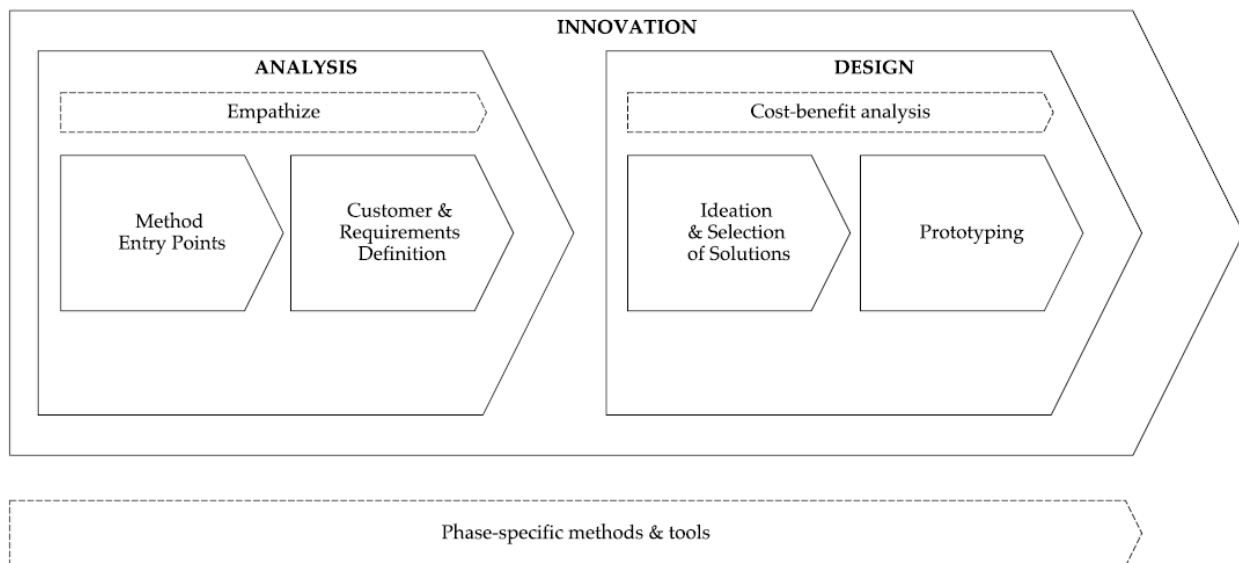 INNOVATION
ANALYSIS
Empathize
Method
Entry Points
Customer &
Requirements
Definition
DESIGN
Cost-benefit analysis
Ideation
& Selection
of Solutions
Prototyping
Phase-specific methods & tools